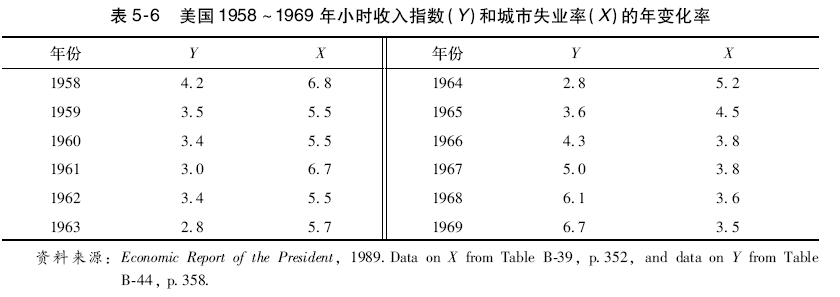 表 5-6 美国 1958 ~ 1969 年小时收入指数 ( Y ) 和城市失业率( X ) 的年变化率
年份 Y X 年份 Y X
1958 4.2 6.8 1964 2.8 5.2
1959 3.5 5.5 1965 3.6 4.5
1960 3.4 5.5 1966 4.3 3.8
1961 3.0 6.7 1967 5.0 3.8
1962 3.4 5.5 1968 6.1 3.6
1963 2.8 5.7 1969 6.7 3.5
资料来源: Economic Report of the President, 1989. Data on X from Table B-39, p. 352, and data on Y from Table
B-44, p. 358.